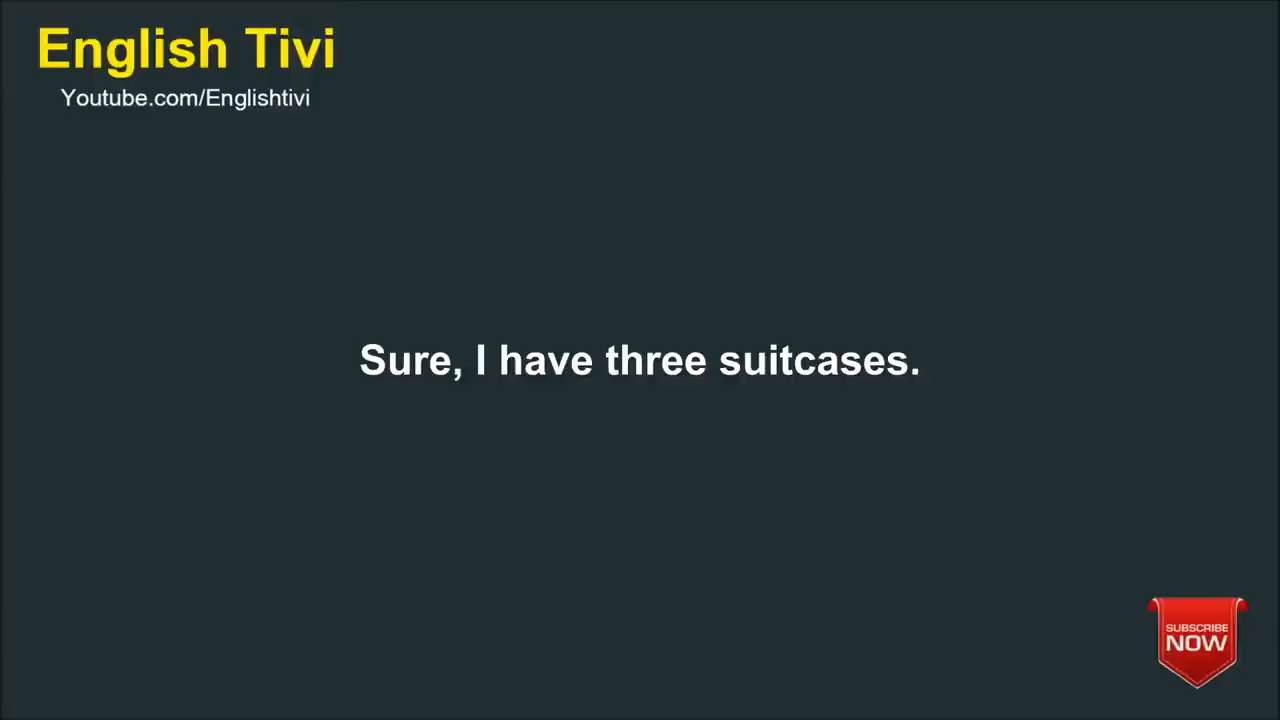 English Tivi
Youtube.com/Englishtivi
Sure, I have three suitcases.
SUBSCRIBE
NOW